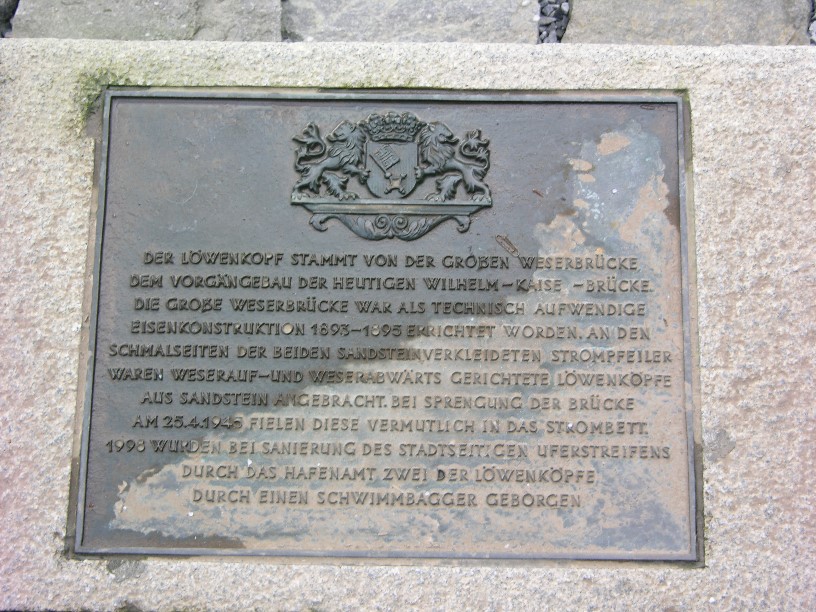 DER LÖWENKOPF STAMMT VON DER GROẞEN WESERBRÜCKE,
DEM VORGÄNGEBAU DER HEUTIGEN WILHELM-KAISE,-BRÜCKE.
DIE GROẞE WESERBRÜCKE WAR ALS TECHNISCH AUFWENDIGE
EISENKONSTRUKTION 1893-1895 ERRICHTET WORDEN. AN DEN
SCHMALSEITEN DER BEIDEN SANDSTEINVERKLEIDETEN STROMPFEILER
WAREN WESERAUF-UND WESERABWÄRTS GERICHTETE LÖWENKÖPFE
AUS SANDSTEIN ANGEBRACHT. BEI SPRENGUNG DER BRÜCKE
AM 25.4.1945 FIELEN DIESE VERMUTLICH IN DAS STROMBETT.
1998 WURDEN BEI SANIERUNG DES STADTSEITIGEN UFERSTREIFENS
DURCH DAS HAFENAMT ZWEI DER LÖWENKÖPFE
DURCH EINEN SCHWIMMBAGGER GEBORGEN